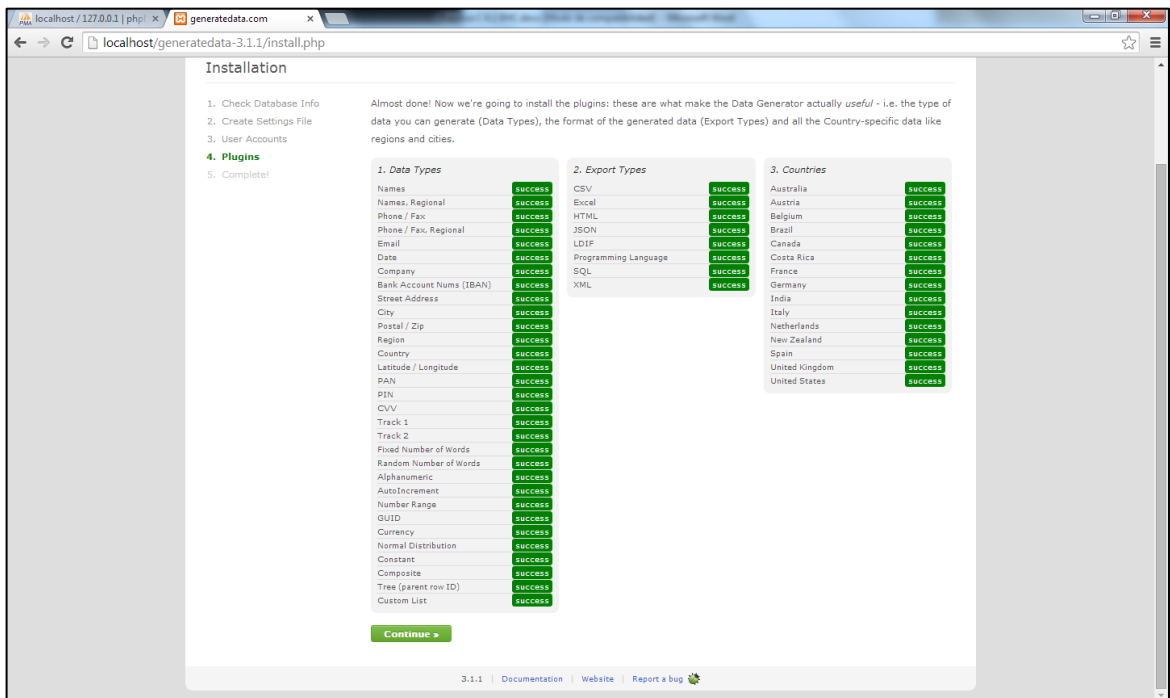 localhost / 127.0.0.1 | phpl
generatedata.com
localhost/generatedata-3.1.1/install.php
Installation
1. Check Database Info
2. Create Settings File
3. User Accounts
4. Plugins
5. Complete!
Almost done! Now we're going to install the plugins: these are what make the Data Generator actually useful - i.e. the type of
data you can generate (Data Types), the format of the generated data (Export Types) and all the Country-specific data like
regions and cities.
1. Data Types
Names success
Names, Regional success
Phone / Fax success
Phone / Fax, Regional success
Email success
Date success
Company success
Bank Account Nums (IBAN) success
Street Address success
City success
Postal / Zip success
Region success
Country success
Latitude / Longitude success
PAN success
PIN success
CVV success
Track 1 success
Track 2 success
Fixed Number of Words success
Random Number of Words success
Alphanumeric success
AutoIncrement success
Number Range success
GUID success
Currency success
Normal Distribution success
Constant success
Composite success
Tree (parent row ID) success
Custom List success
2. Export Types
CSV success
Excel success
HTML success
JSON success
LDIF success
Programming Language success
SQL success
XML success
3. Countries
Australia success
Austria success
Belgium success
Brazil success
Canada success
Costa Rica success
France success
Germany success
India success
Italy success
Netherlands success
New Zealand success
Spain success
United Kingdom success
United States success
Continue »
3.1.1 | Documentation | Website | Report a bug